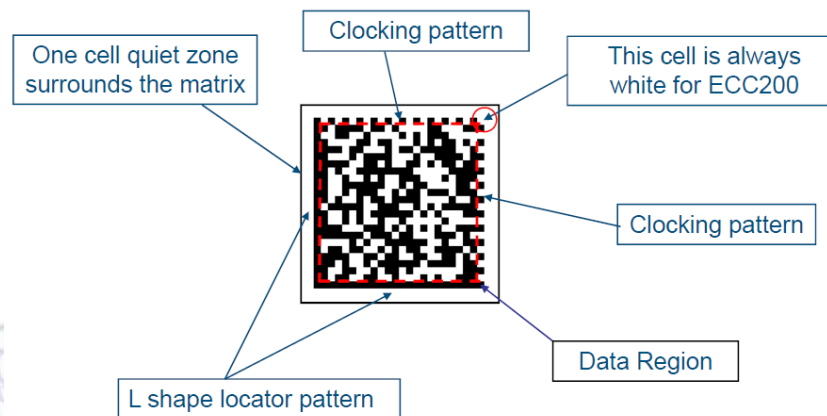 Clocking pattern
One cell quiet zone
surrounds the matrix
This cell is always
white for ECC200
Clocking pattern
Data Region
L shape locator pattern